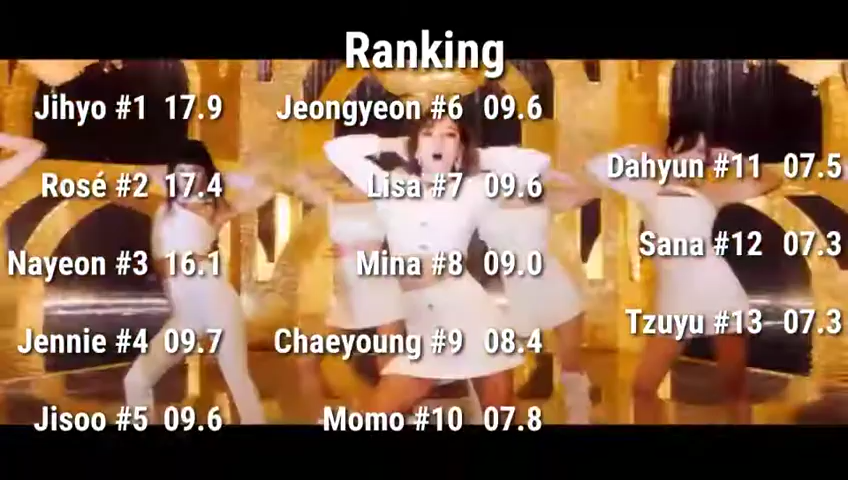 Ranking
Jihyo #1 17.9
Rosé #2 17.4
Nayeon #3 16.1
Jennie #4 09.7
Jisoo #5 09.6
Jeongyeon #6 09.6
Lisa #7 09.6
Mina #8 09.0
Chaeyoung #9 08.4
Momo #10 07.8
Dahyun #11 07.5
Sana #12 07.3
Tzuyu #13 07.3